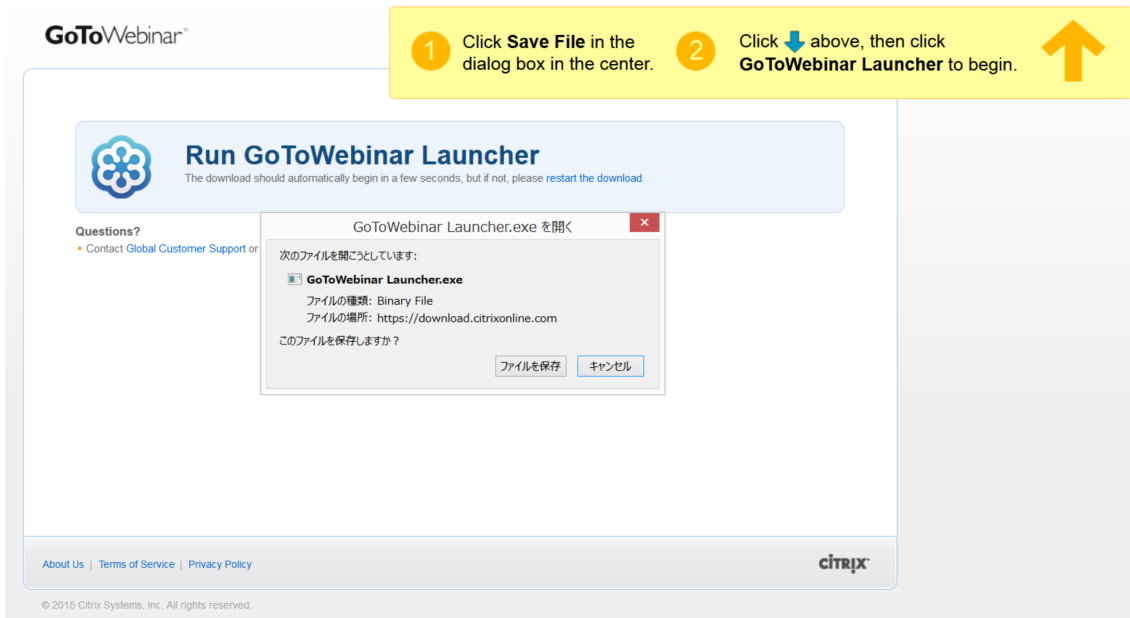 GoToWebinar®
1
Click Save File in the
dialog box in the center.
2
Click above, then click
GoToWebinar Launcher to begin.
Run GoToWebinar Launcher
The download should automatically begin in a few seconds, but if not, please restart the download.
Questions?
• Contact Global Customer Support or
GoToWebinar Launcher.exe を開く
次のファイルを開こうとしています:
GoToWebinar Launcher.exe
ファイルの種類: Binary File
ファイルの場所: https://download.citrixonline.com
このファイルを保存しますか？
ファイルを保存
キャンセル
About Us | Terms of Service | Privacy Policy
CITRIX
© 2015 Citrix Systems, Inc. All rights reserved.